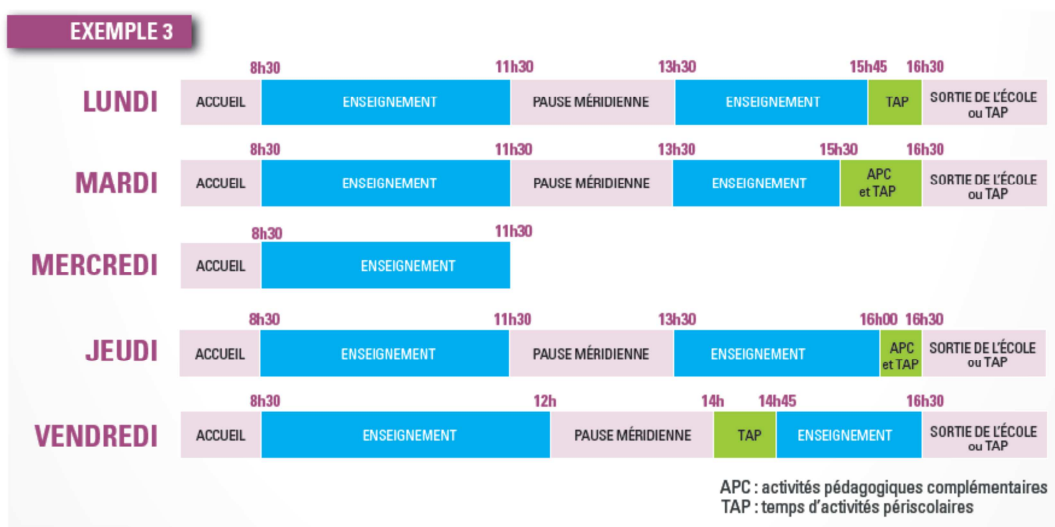 EXEMPLE 3
8h30 11h30 13h30 15h45 16h30
LUNDI ACCUEIL ENSEIGNEMENT PAUSE MÉRIDIENNE ENSEIGNEMENT TAP SORTIE DE L'ÉCOLE
ou TAP
8h30 11h30 13h30 15h30 16h30
MARDI ACCUEIL ENSEIGNEMENT PAUSE MÉRIDIENNE ENSEIGNEMENT APC
et TAP SORTIE DE L'ÉCOLE
ou TAP
8h30 11h30
MERCREDI ACCUEIL ENSEIGNEMENT
8h30 11h30 13h30 16h00 16h30
JEUDI ACCUEIL ENSEIGNEMENT PAUSE MÉRIDIENNE ENSEIGNEMENT APC
et TAP SORTIE DE L'ÉCOLE
ou TAP
8h30 12h 14h 14h45 16h30
VENDREDI ACCUEIL ENSEIGNEMENT PAUSE MÉRIDIENNE TAP ENSEIGNEMENT SORTIE DE L'ÉCOLE
ou TAP
APC : activités pédagogiques complémentaires
TAP : temps d'activités périscolaires